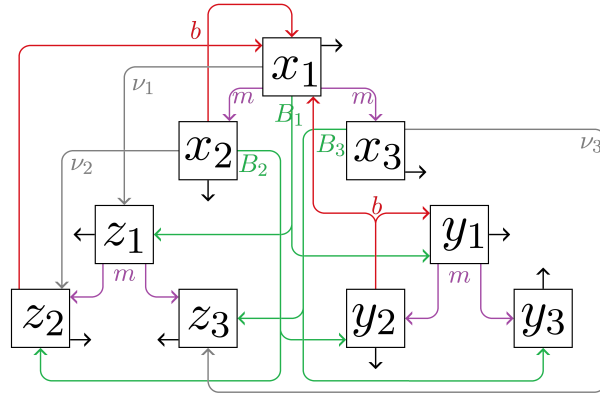 b
x₁
ν₁
m
m
B₁
x₂
B₃
x₃
ν₃
ν₂
B₂
b
z₁
y₁
m
m
z₂
z₃
y₂
y₃